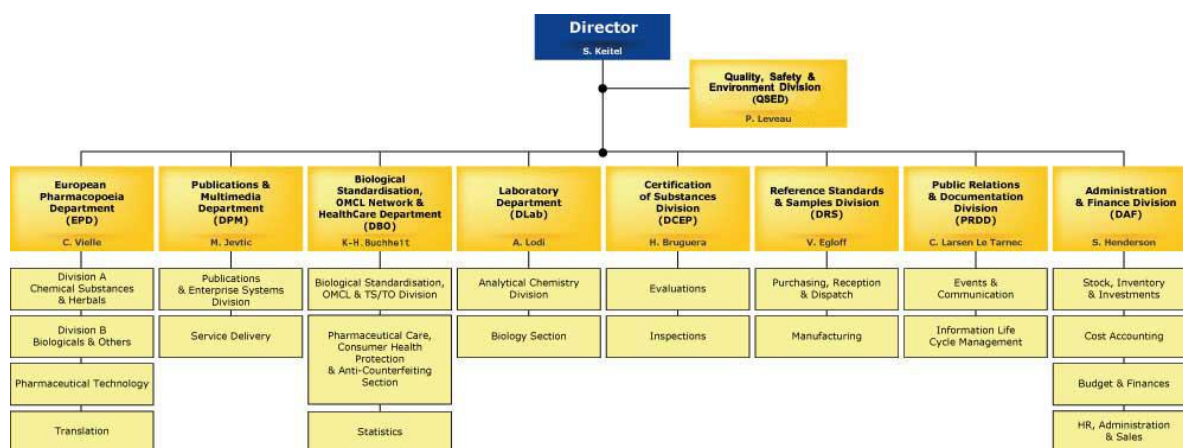 Director
S. Keitel
Quality, Safety &
Environment Division
(QSED)
P. Leveau
European
Pharmacopoeia
Department
(EPD)
C. Vielle
Publications &
Multimedia
Department
(DPM)
M. Jevtic
Biological
Standardisation,
OMCL Network &
HealthCare Department
(DBO)
K-H.Buchheit
Laboratory
Department
(DLab)
A. Lodi
Certification
of Substances
Division
(DCEP)
H. Bruguera
Reference Standards
& Samples Division
(DRS)
V. Egloff
Public Relations
& Documentation
Division
(PRDD)
C. Larsen Le Tarnec
Administration
& Finance Division
(DAF)
S. Henderson
Division A
Chemical Substances
& Herbals
Division B
Biologicals & Others
Pharmaceutical Technology
Translation
Publications
& Enterprise Systems
Division
Service Delivery
Biological Standardisation,
OMCL & TS/TO Division
Pharmaceutical Care,
Consumer Health
Protection
& Anti-Counterfeiting
Section
Statistics
Analytical Chemistry
Division
Biology Section
Evaluations
Inspections
Purchasing, Reception
& Dispatch
Manufacturing
Events &
Communication
Information Life
Cycle Management
Stock, Inventory
& Investments
Cost Accounting
Budget & Finances
HR, Administration
& Sales